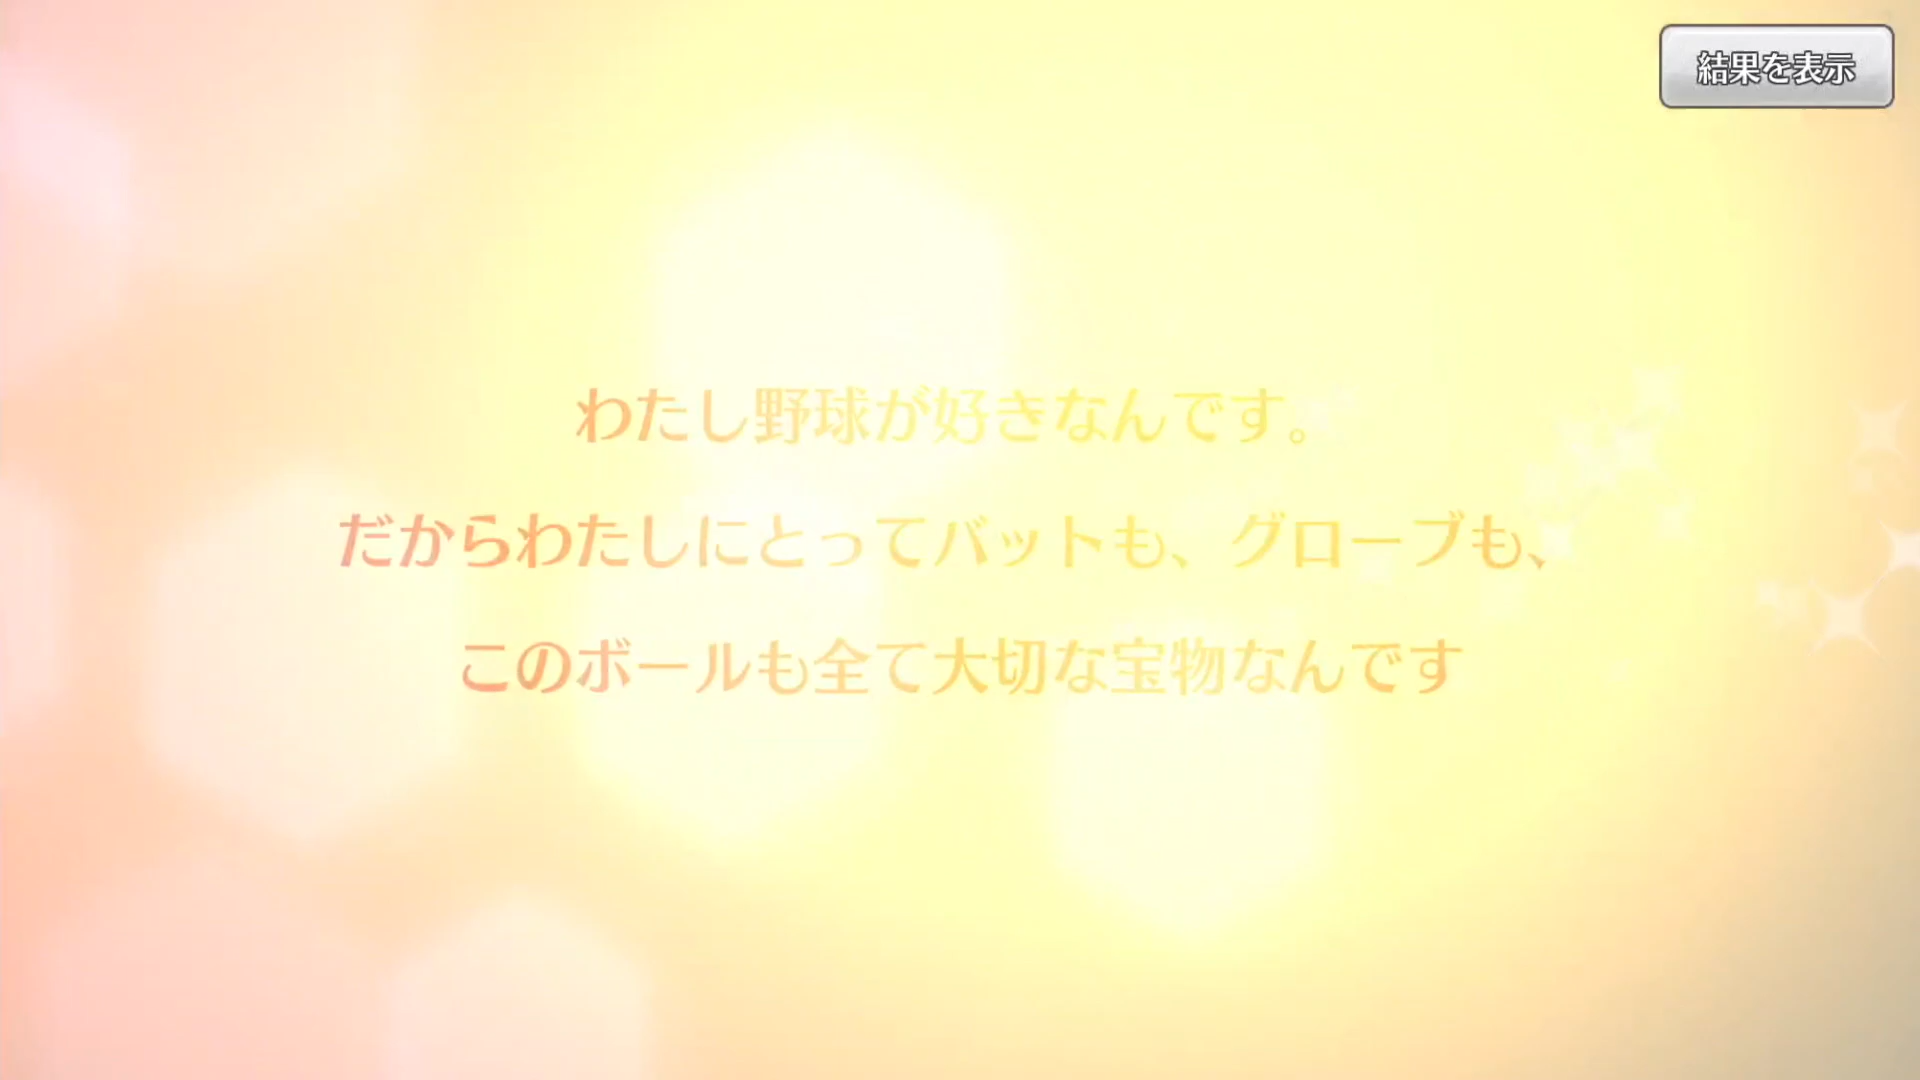 結果を表示
わたし野球が好きなんです。
だからわたしにとってバットも、グローブも、
このボールも全て大切な宝物なんです